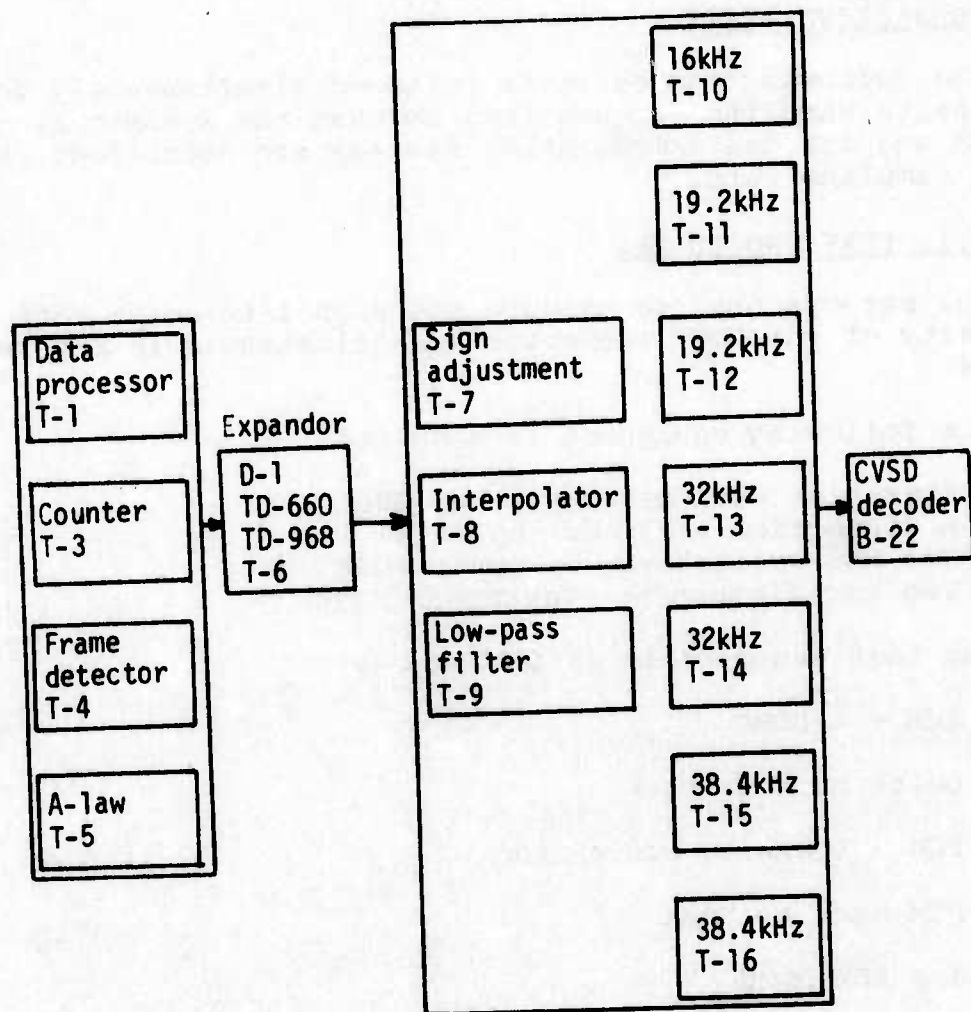 Data
processor
T-1
Counter
T-3
Frame
detector
T-4
A-law
T-5
Expandor
D-1
TD-660
TD-968
T-6
Sign
adjustment
T-7
Interpolator
T-8
Low-pass
filter
T-9
16kHz
T-10
19.2kHz
T-11
19.2kHz
T-12
32kHz
T-13
32kHz
T-14
38.4kHz
T-15
38.4kHz
T-16
CVSD
decoder
B-22